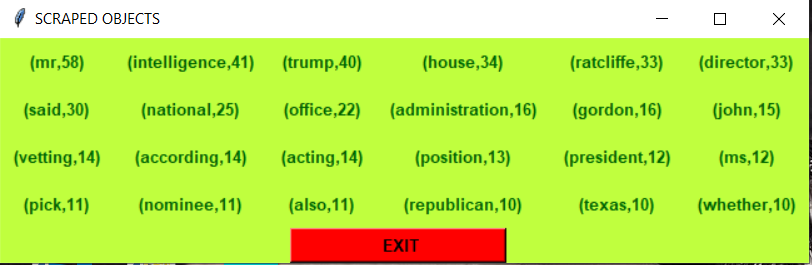 SCRAPED OBJECTS
(mr,58) (intelligence,41) (trump,40) (house,34) (ratcliffe,33) (director,33)
(said,30) (national,25) (office,22) (administration,16) (gordon,16) (john,15)
(vetting,14) (according,14) (acting,14) (position,13) (president,12) (ms,12)
(pick,11) (nominee,11) (also,11) (republican,10) (texas,10) (whether,10)
EXIT